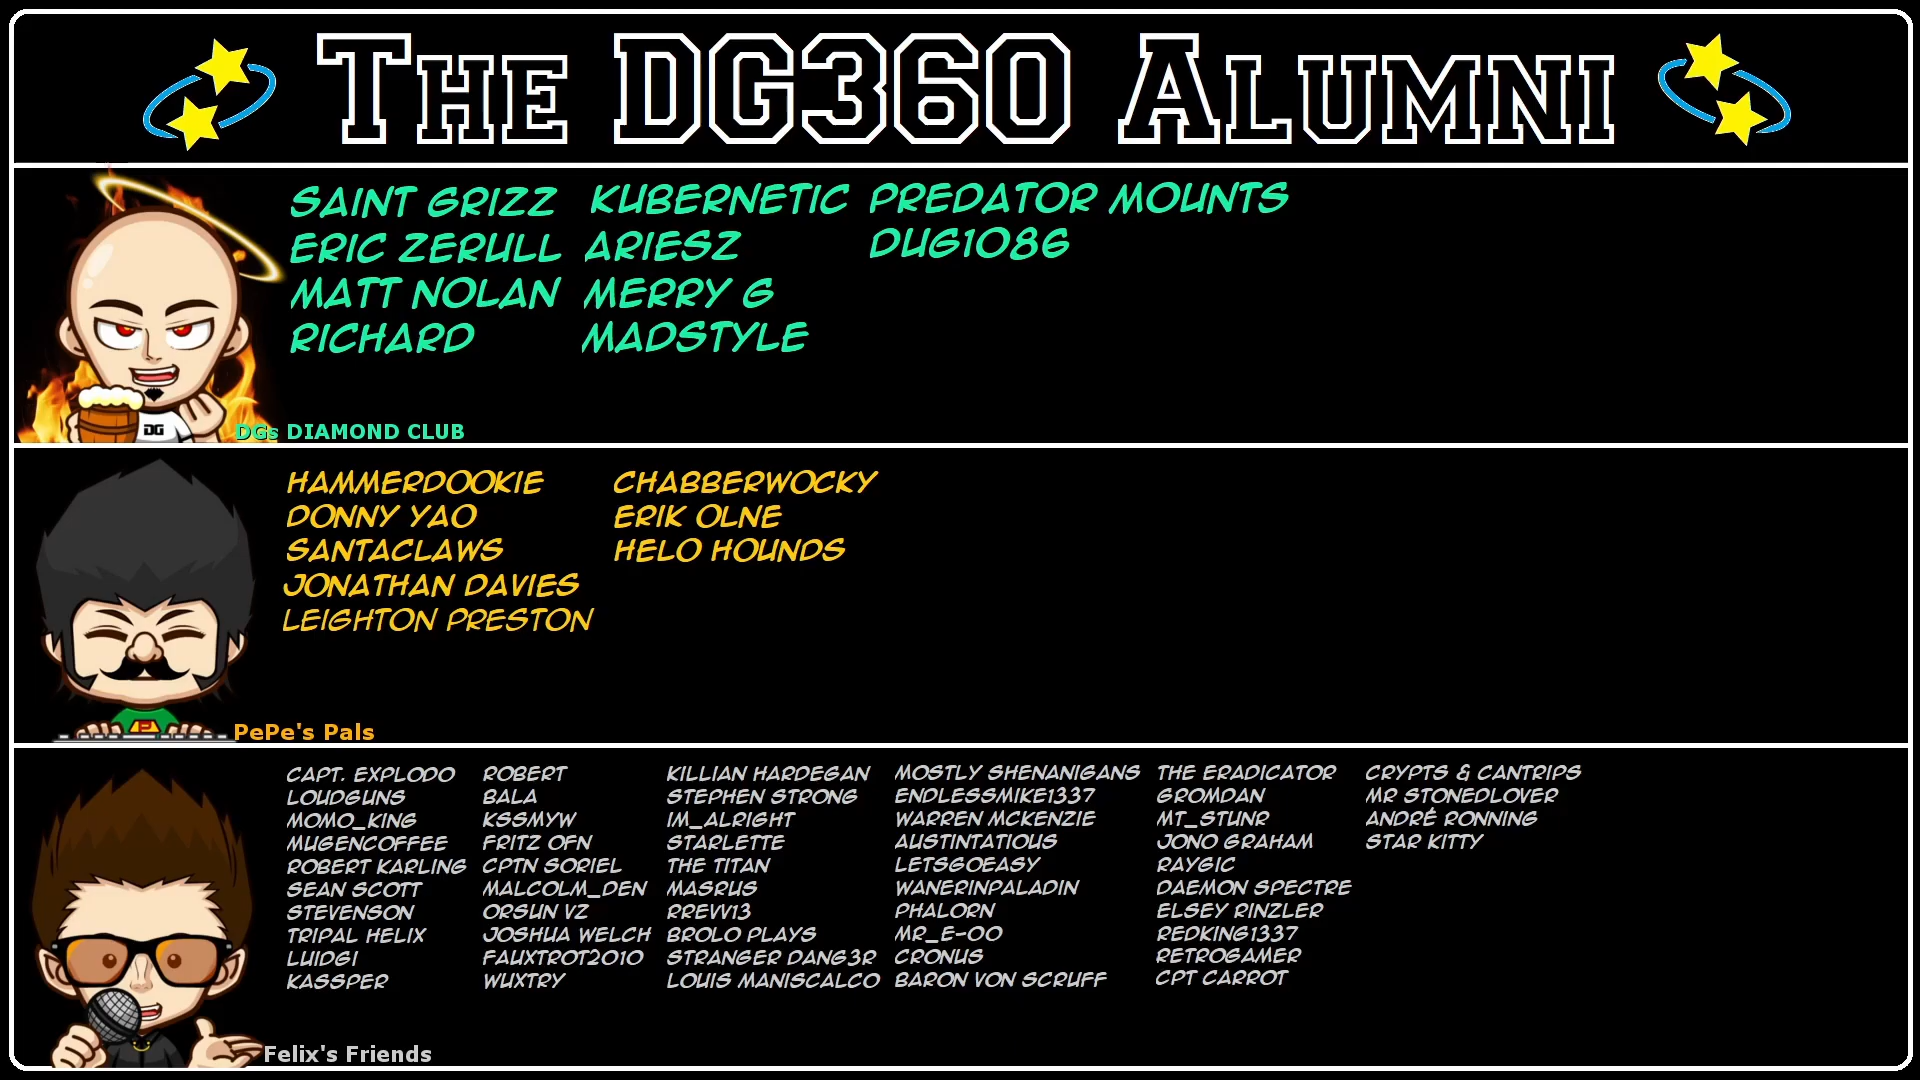 THE DG360 ALUMNI
SAINT GRIZZ
ERIC ZERULL
MATT NOLAN
RICHARD
KUBERNETIC
ARIESZ
MERRY G
MADSTYLE
PREDATOR MOUNTS
DUG1086
DG
DGs DIAMOND CLUB
HAMMERDOOKIE
DONNY YAO
SANTACLAWS
JONATHAN DAVIES
LEIGHTON PRESTON
CHABBERWOCKY
ERIK OLNE
HELO HOUNDS
P
PePe's Pals
CAPT. EXPLODO
LOUDGUNS
MOMO_KING
MUGENCOFFEE
ROBERT KARLING
SEAN SCOTT
STEVENSON
TRIPAL HELIX
LUIDGI
KASSPER
ROBERT
BALA
KSSMYW
FRITZ OFN
CPTN SORIEL
MALCOLM_DEN
ORSUN VZ
JOSHUA WELCH
FAUXTROT2010
WUXTRY
KILLIAN HARDEGAN
STEPHEN STRONG
IM_ALRIGHT
STARLETTE
THE TITAN
MASRUS
RREVV13
BROLO PLAYS
STRANGER DANG3R
LOUIS MANISCALCO
MOSTLY SHENANIGANS
ENDLESSMIKE1337
WARREN MCKENZIE
AUSTINTATIOUS
LETSGOEASY
WANERINPALADIN
PHALORN
MR_E-OO
CRONUS
BARON VON SCRUFF
THE ERADICATOR
GROMDAN
MT_STUNR
JONO GRAHAM
RAYGIC
DAEMON SPECTRE
ELSEY RINZLER
REDKING1337
RETROGAMER
CPT CARROT
CRYPTS & CANTRIPS
MR STONEDLOVER
ANDRÉ RONNING
STAR KITTY
Felix's Friends